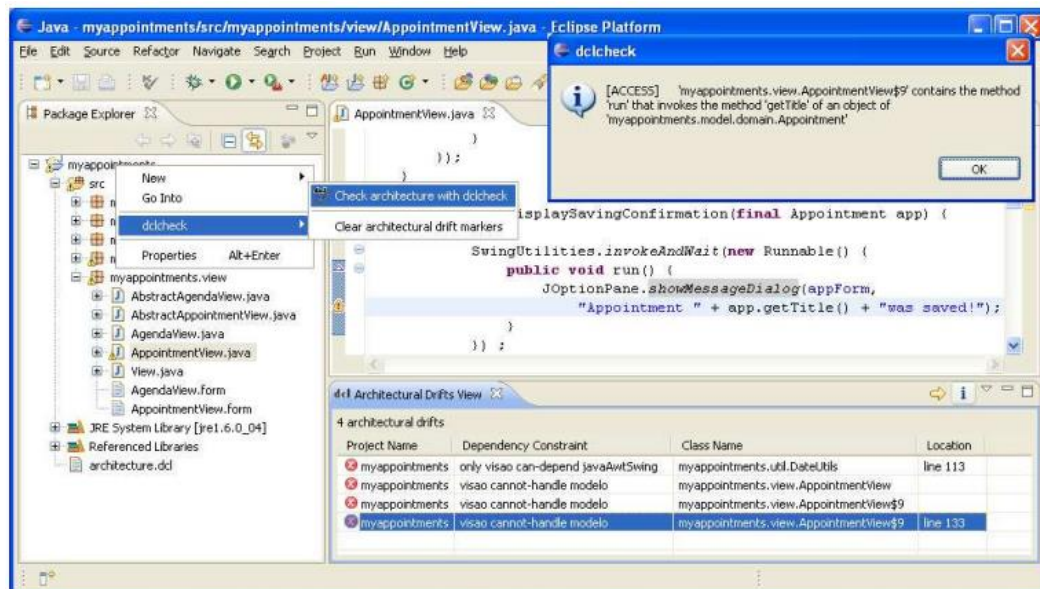 Java - myappointments/src/myappointments/view/AppointmentView.java - Eclipse Platform
File Edit Source Refactor Navigate Search Project Run Window Help
dclcheck
[ACCESS] 'myappointments.view.AppointmentView$9' contains the method
'run' that invokes the method 'getTitle' of an object of
'myappointments.model.domain.Appointment'
OK
Package Explorer
myappointments
src
New
Go Into
dclcheck
Properties Alt+Enter
Check architecture with dclcheck
Clear architectural drift markers
myappointments.view
AbstractAgendaView.java
AbstractAppointmentView.java
AgendaView.java
AppointmentView.java
View.java
AgendaView.form
AppointmentView.form
JRE System Library [jre1.6.0_04]
Referenced Libraries
architecture.dcl
AppointmentView.java
}
});
}
isplaySavingConfirmation(final Appointment app) {
SwingUtilities.invokeAndWait(new Runnable() {
public void run() {
JOptionPane.showMessageDialog(appForm,
"Appointment " + app.getTitle() + "was saved!");
}
}) ;
dcl Architectural Drifts View
4 architectural drifts
Project Name Dependency Constraint Class Name Location
myappointments only visao can-depend javaAwtSwing myappointments.util.DateUtils line 113
myappointments visao cannot-handle modelo myappointments.view.AppointmentView
myappointments visao cannot-handle modelo myappointments.view.AppointmentView$9
myappointments visao cannot-handle modelo myappointments.view.AppointmentView$9 line 133